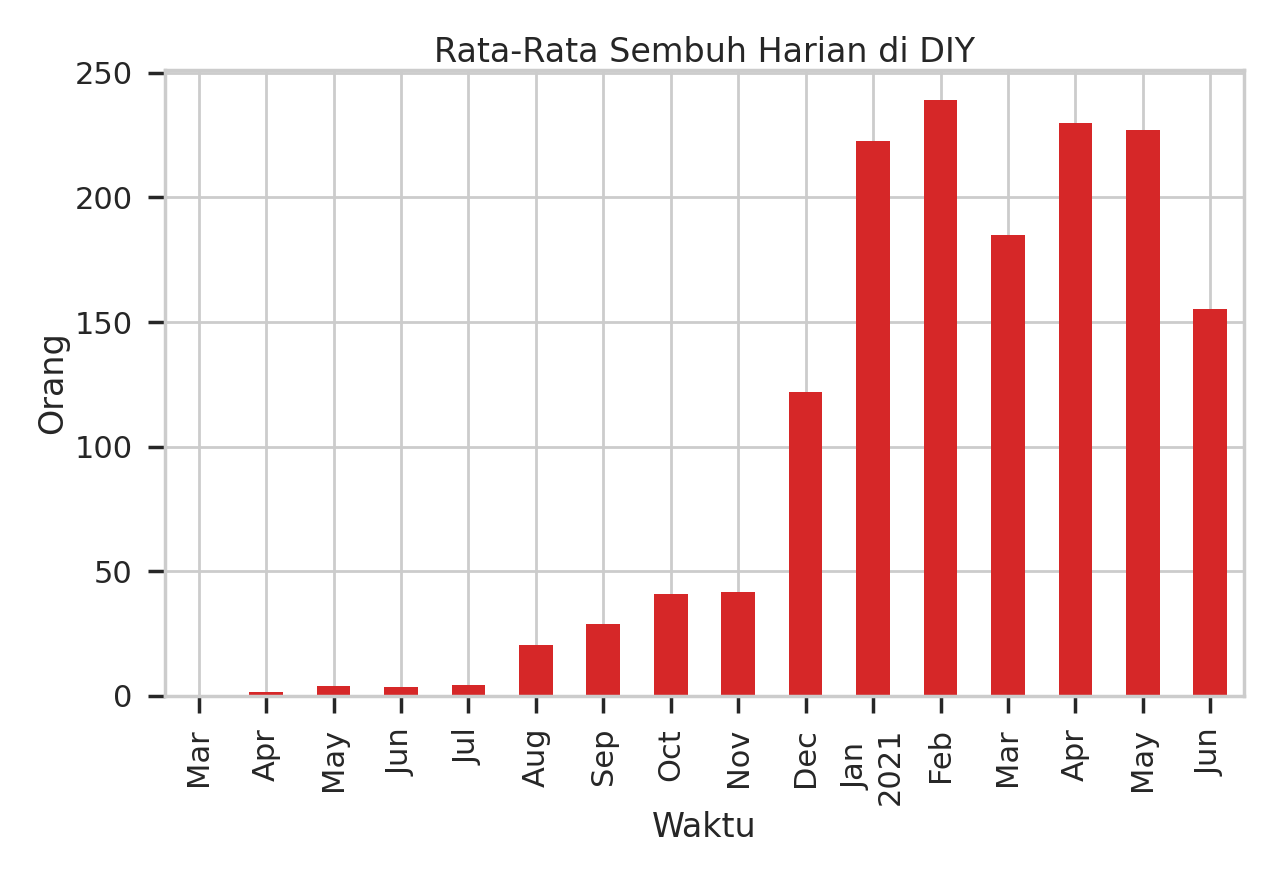 Rata-Rata Sembuh Harian di DIY
250
200
150
100
50
0
Orang
Mar
Apr
May
Jun
Jul
Aug
Sep
Oct
Nov
Dec
Jan
2021
Feb
Mar
Apr
May
Jun
Waktu